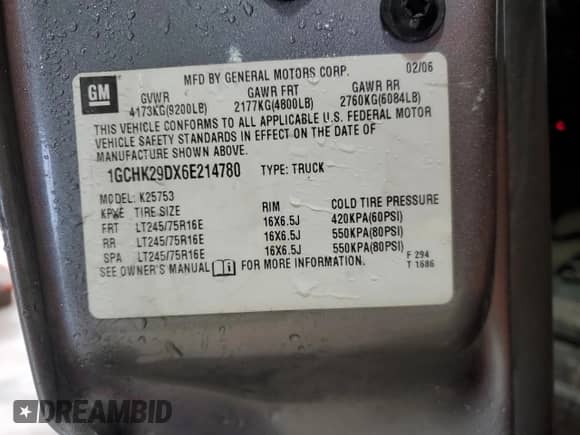 MFD BY GENERAL MOTORS CORP. 02/06
GM
GVWR GAWR FRT GAWR RR
4173KG(9200LB) 2177KG(4800LB) 2760KG(6084LB)
THIS VEHICLE CONFORMS TO ALL APPLICABLE U.S. FEDERAL MOTOR
VEHICLE SAFETY STANDARDS IN EFFECT ON THE DATE OF
MANUFACTURE SHOWN ABOVE.
1GCHK29DX6E214780 TYPE: TRUCK
MODEL: K25753
TIRE SIZE RIM COLD TIRE PRESSURE
FRT LT245/75R16E 16X6.5J 420KPA(60PSI)
RR LT245/75R16E 16X6.5J 550KPA(80PSI)
SPA LT245/75R16E 16X6.5J 550KPA(80PSI)
SEE OWNER'S MANUAL FOR MORE INFORMATION.
F 294
T 1686
DREAMBID